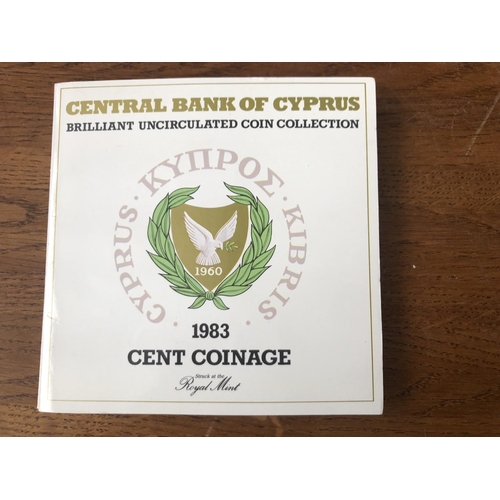 CENTRAL BANK OF CYPRUS
BRILLIANT UNCIRCULATED COIN COLLECTION
CYPRUS · ΚΥΠΡΟΣ · KIBRIS ·
1960
1983
CENT COINAGE
Struck at the
Royal Mint